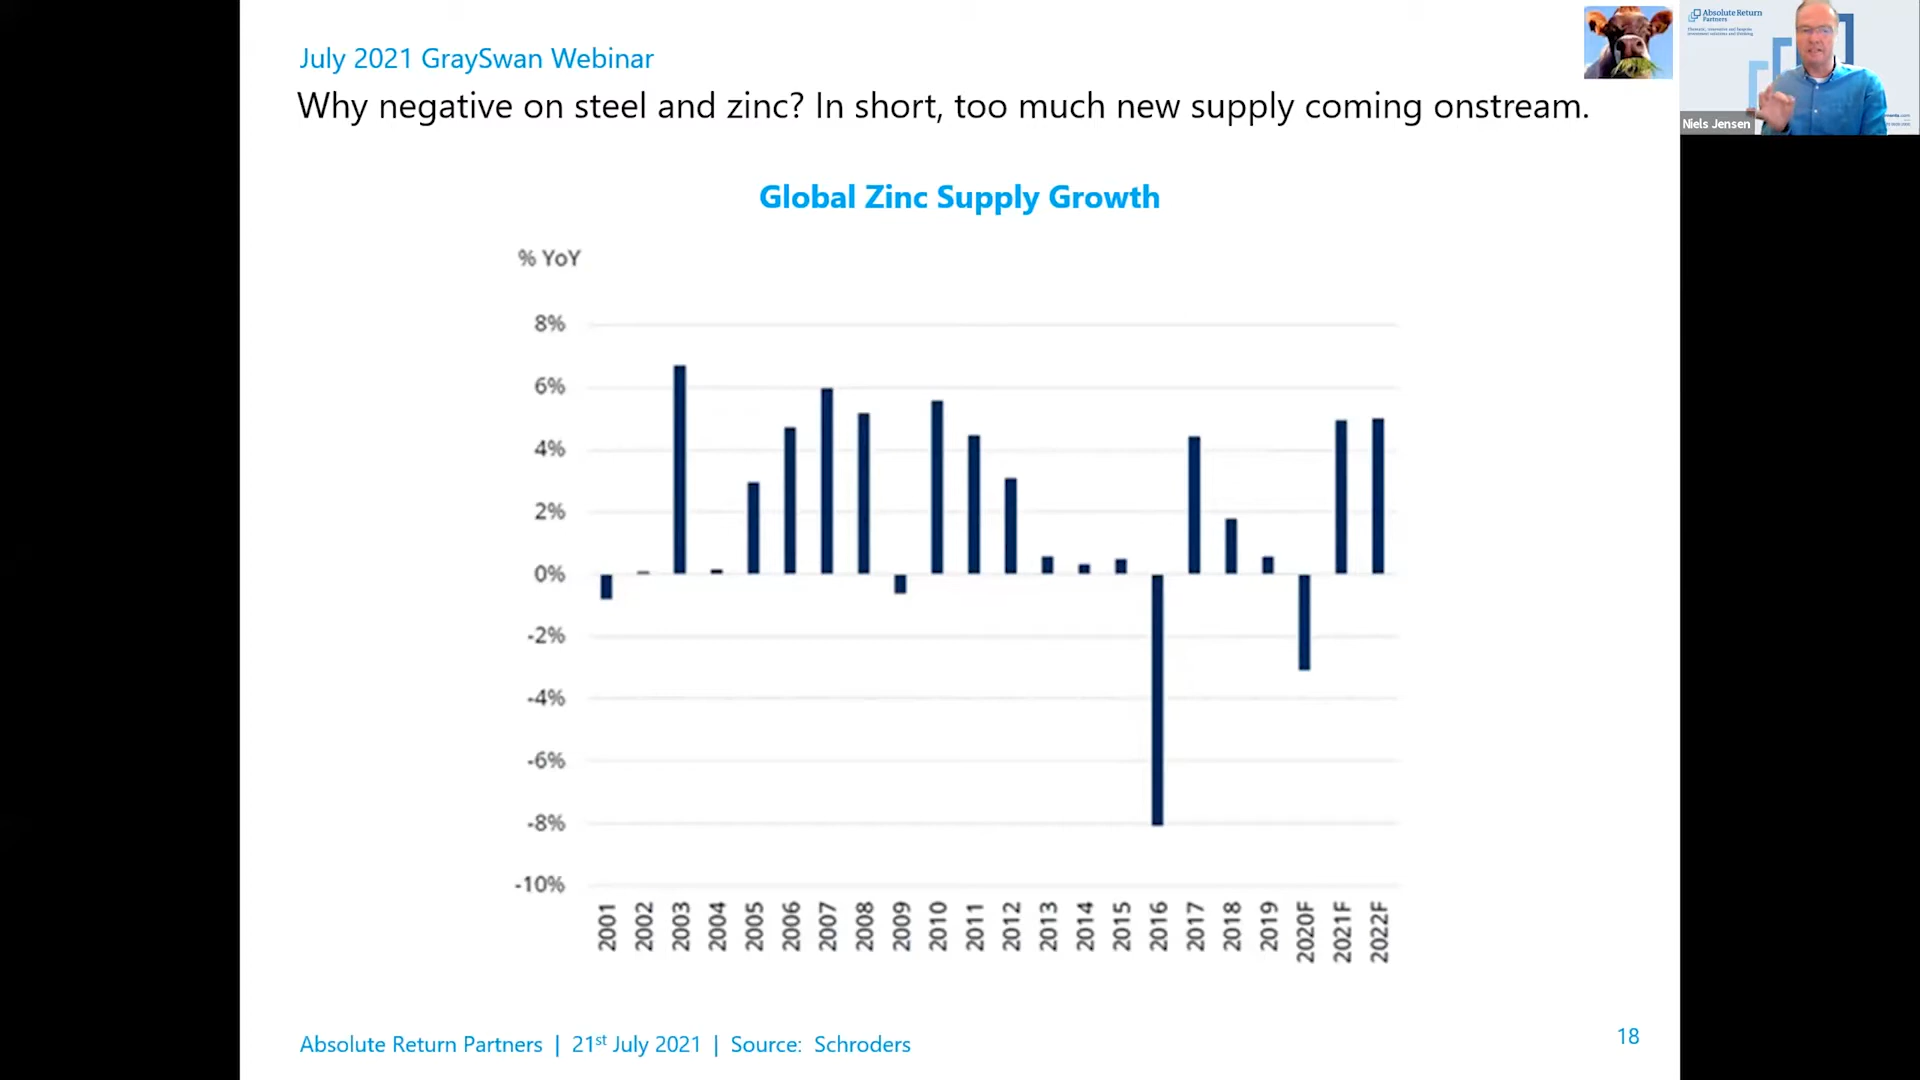 July 2021 GraySwan Webinar
Why negative on steel and zinc? In short, too much new supply coming onstream.
Absolute Return
Partners
Niels Jensen
Global Zinc Supply Growth
% YoY
8%
6%
4%
2%
0%
-2%
-4%
-6%
-8%
-10%
2001
2002
2003
2004
2005
2006
2007
2008
2009
2010
2011
2012
2013
2014
2015
2016
2017
2018
2019
2020F
2021F
2022F
Absolute Return Partners | 21st July 2021 | Source: Schroders
18